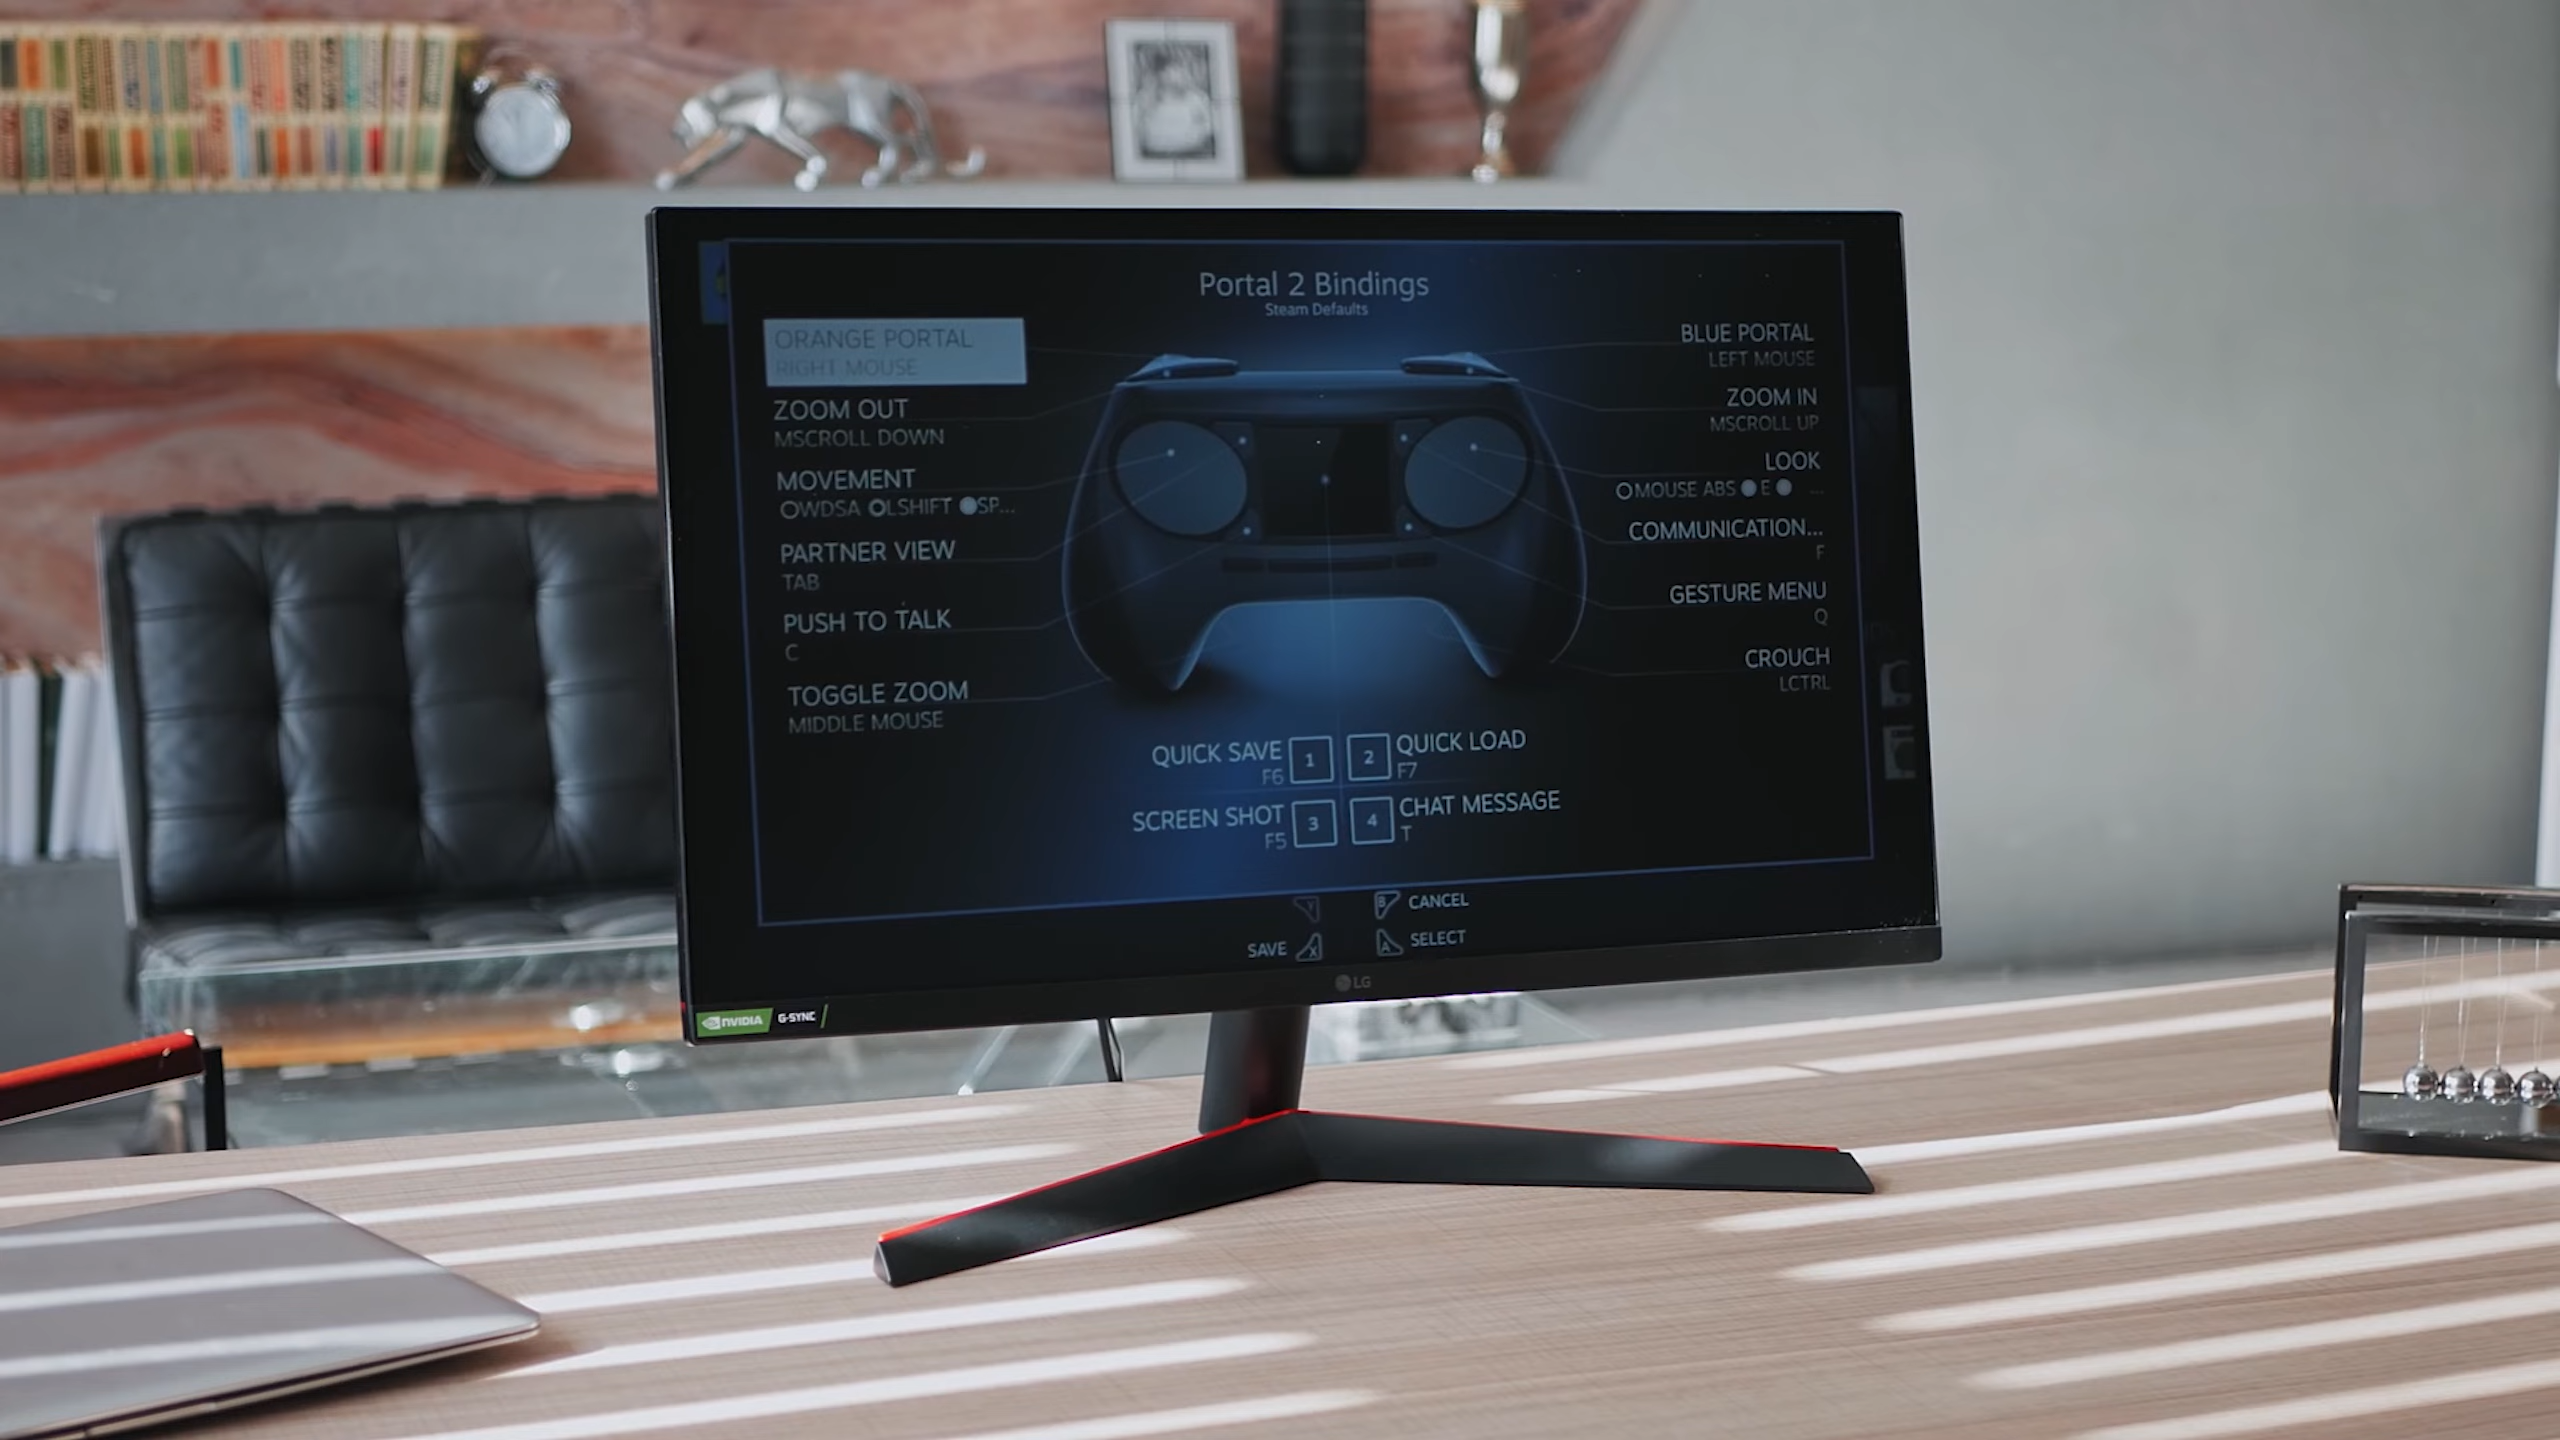 Portal 2 Bindings
Steam Defaults
ORANGE PORTAL
RIGHT MOUSE
ZOOM OUT
MSCROLL DOWN
MOVEMENT
WDSA LSHIFT SP...
PARTNER VIEW
TAB
PUSH TO TALK
C
TOGGLE ZOOM
MIDDLE MOUSE
BLUE PORTAL
LEFT MOUSE
ZOOM IN
MSCROLL UP
LOOK
MOUSE ABS E ...
COMMUNICATION...
F
GESTURE MENU
Q
CROUCH
LCTRL
QUICK SAVE 1
F6
2 QUICK LOAD
F7
SCREEN SHOT 3
F5
4 CHAT MESSAGE
T
Y
B CANCEL
SAVE X
A SELECT
LG
NVIDIA G-SYNC